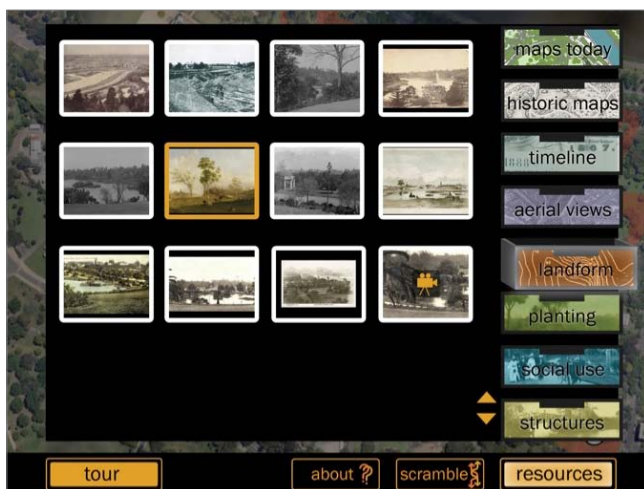 maps today
historic maps
timeline
aerial views
landform
planting
social use
structures
tour
about ?
scramble
resources